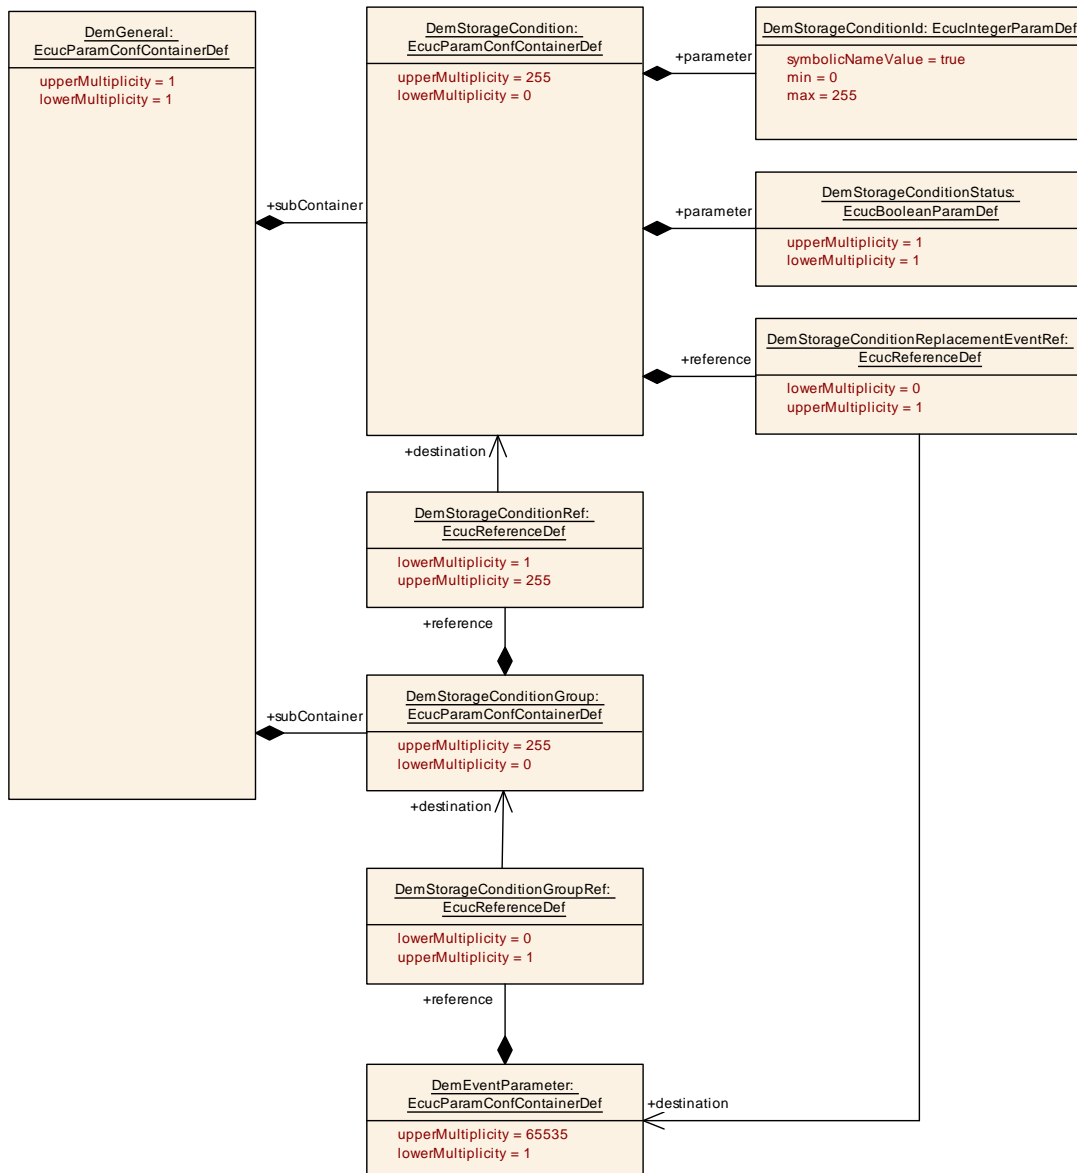 DemGeneral:
EcucParamConfContainerDef
upperMultiplicity = 1
lowerMultiplicity = 1
DemStorageCondition:
EcucParamConfContainerDef
upperMultiplicity = 255
lowerMultiplicity = 0
DemStorageConditionId: EcucIntegerParamDef
symbolicNameValue = true
min = 0
max = 255
+parameter
DemStorageConditionStatus:
EcucBooleanParamDef
upperMultiplicity = 1
lowerMultiplicity = 1
+subContainer
+parameter
DemStorageConditionReplacementEventRef:
EcucReferenceDef
lowerMultiplicity = 0
upperMultiplicity = 1
+reference
+destination
DemStorageConditionRef:
EcucReferenceDef
lowerMultiplicity = 1
upperMultiplicity = 255
+reference
DemStorageConditionGroup:
EcucParamConfContainerDef
upperMultiplicity = 255
lowerMultiplicity = 0
+subContainer
+destination
DemStorageConditionGroupRef:
EcucReferenceDef
lowerMultiplicity = 0
upperMultiplicity = 1
+reference
DemEventParameter:
EcucParamConfContainerDef
upperMultiplicity = 65535
lowerMultiplicity = 1
+destination